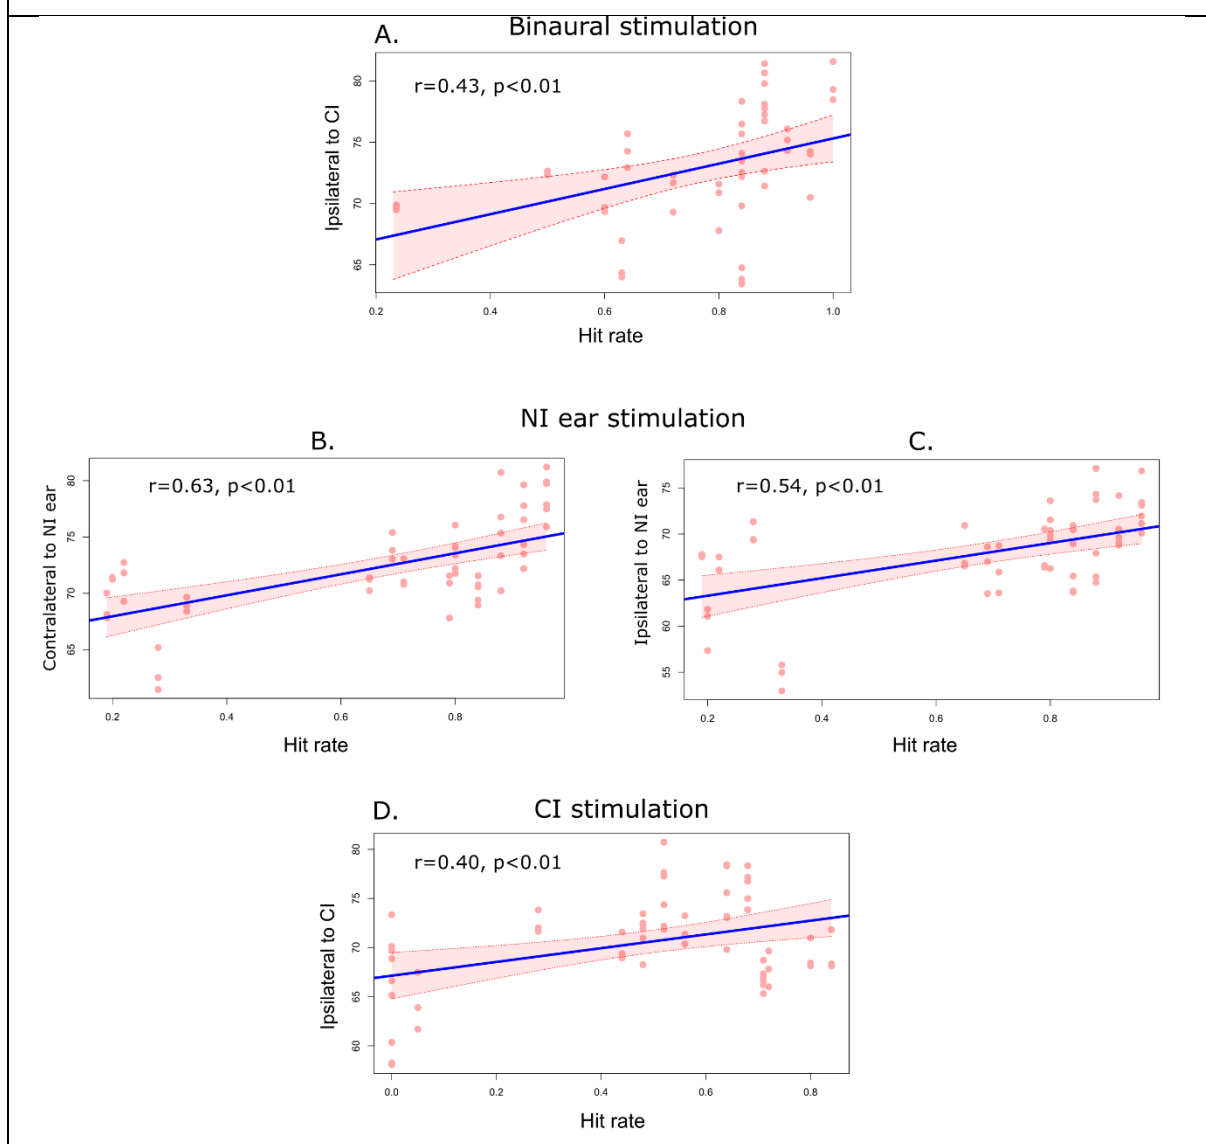 A.
Binaural stimulation
r=0.43, p<0.01
Ipsilateral to CI
80
75
70
65
0.2 0.4 0.6 0.8 1.0
Hit rate
NI ear stimulation
B.
r=0.63, p<0.01
Contralateral to NI ear
80
75
70
65
0.2 0.4 0.6 0.8
Hit rate
C.
r=0.54, p<0.01
Ipsilateral to NI ear
75
70
65
60
55
0.2 0.4 0.6 0.8
Hit rate
D.
CI stimulation
r=0.40, p<0.01
Ipsilateral to CI
80
75
70
65
60
0.0 0.2 0.4 0.6 0.8
Hit rate